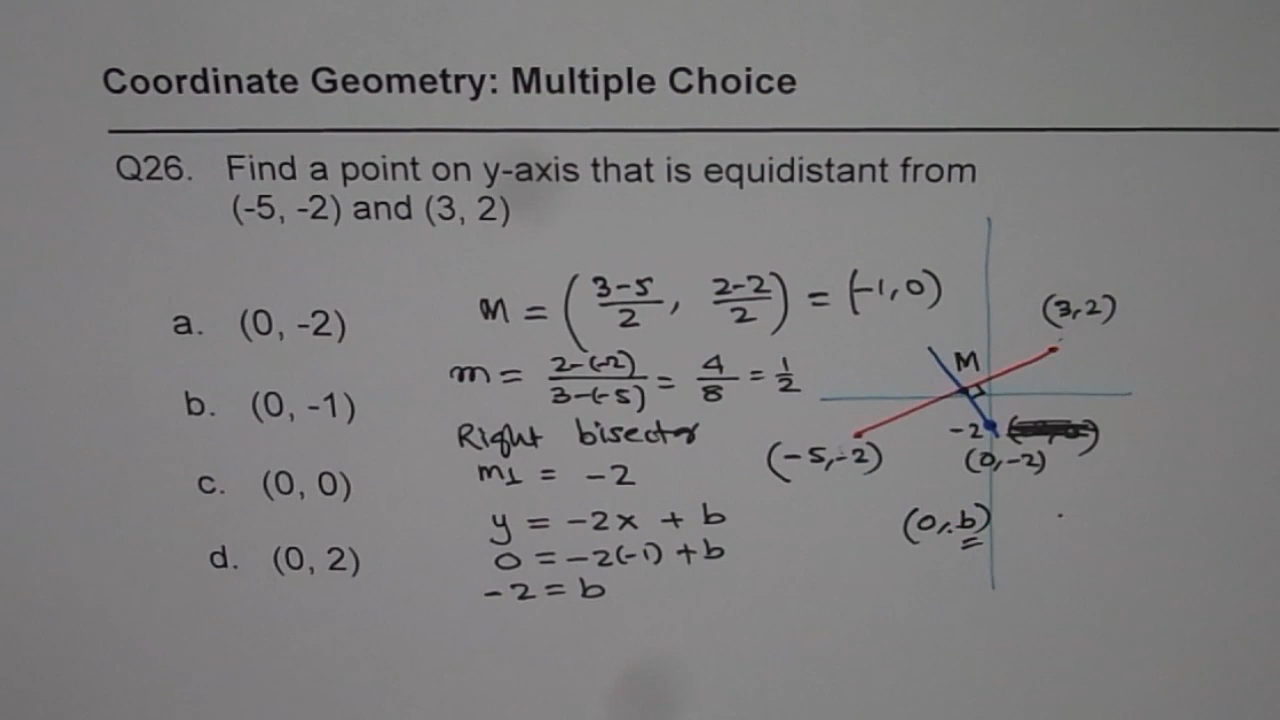 Coordinate Geometry: Multiple Choice
Q26. Find a point on y-axis that is equidistant from
(-5, -2) and (3, 2)
a. (0, -2)
b. (0, -1)
c. (0, 0)
d. (0, 2)
M = (3-5/2, 2-2/2) = (-1,0)
m = 2-(-2)/3-(-5) = 4/8 = 1/2
Right bisector
m⊥ = -2
y = -2x + b
0 = -2(-1) + b
-2 = b
(3,2)
M
(-5,-2)
-2
(0,-2)
(0,b)